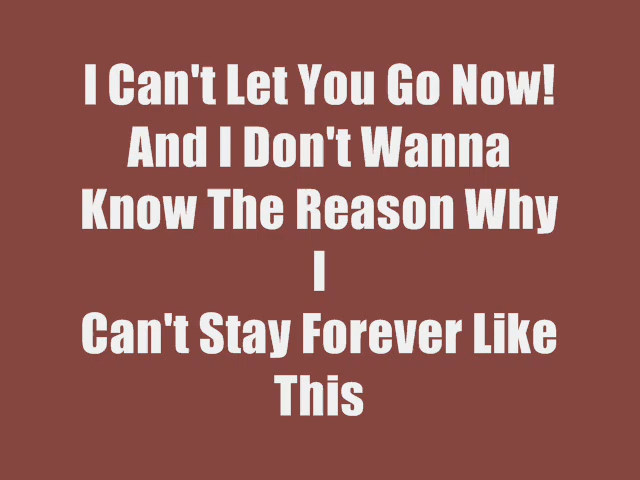 I Can't Let You Go Now!
And I Don't Wanna
Know The Reason Why
I
Can't Stay Forever Like
This